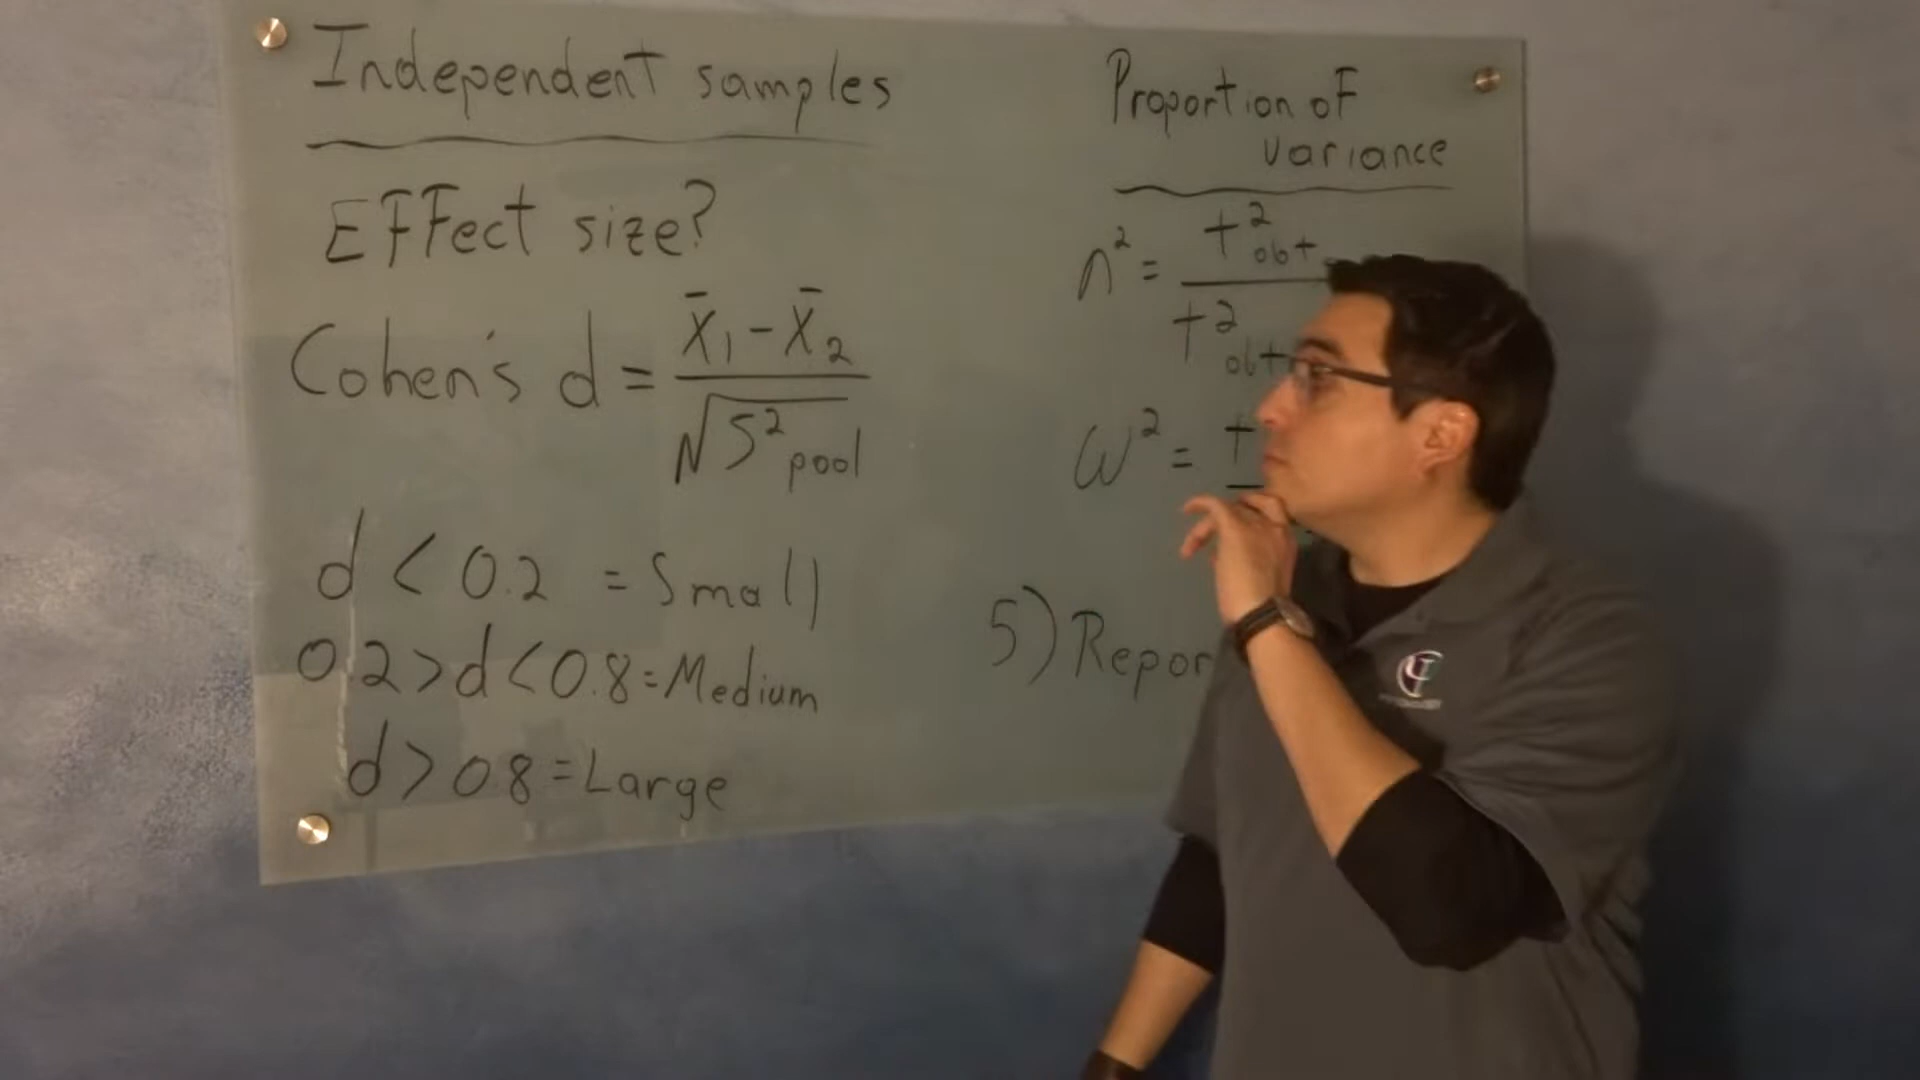 Independent samples
Effect size?
Cohen's d = X̄₁ - X̄₂
√S²pool
d < 0.2 = Small
0.2 > d < 0.8 = Medium
d > 0.8 = Large
Proportion of
variance
η² = t²obt
t²obt
ω² = t
5) Repor